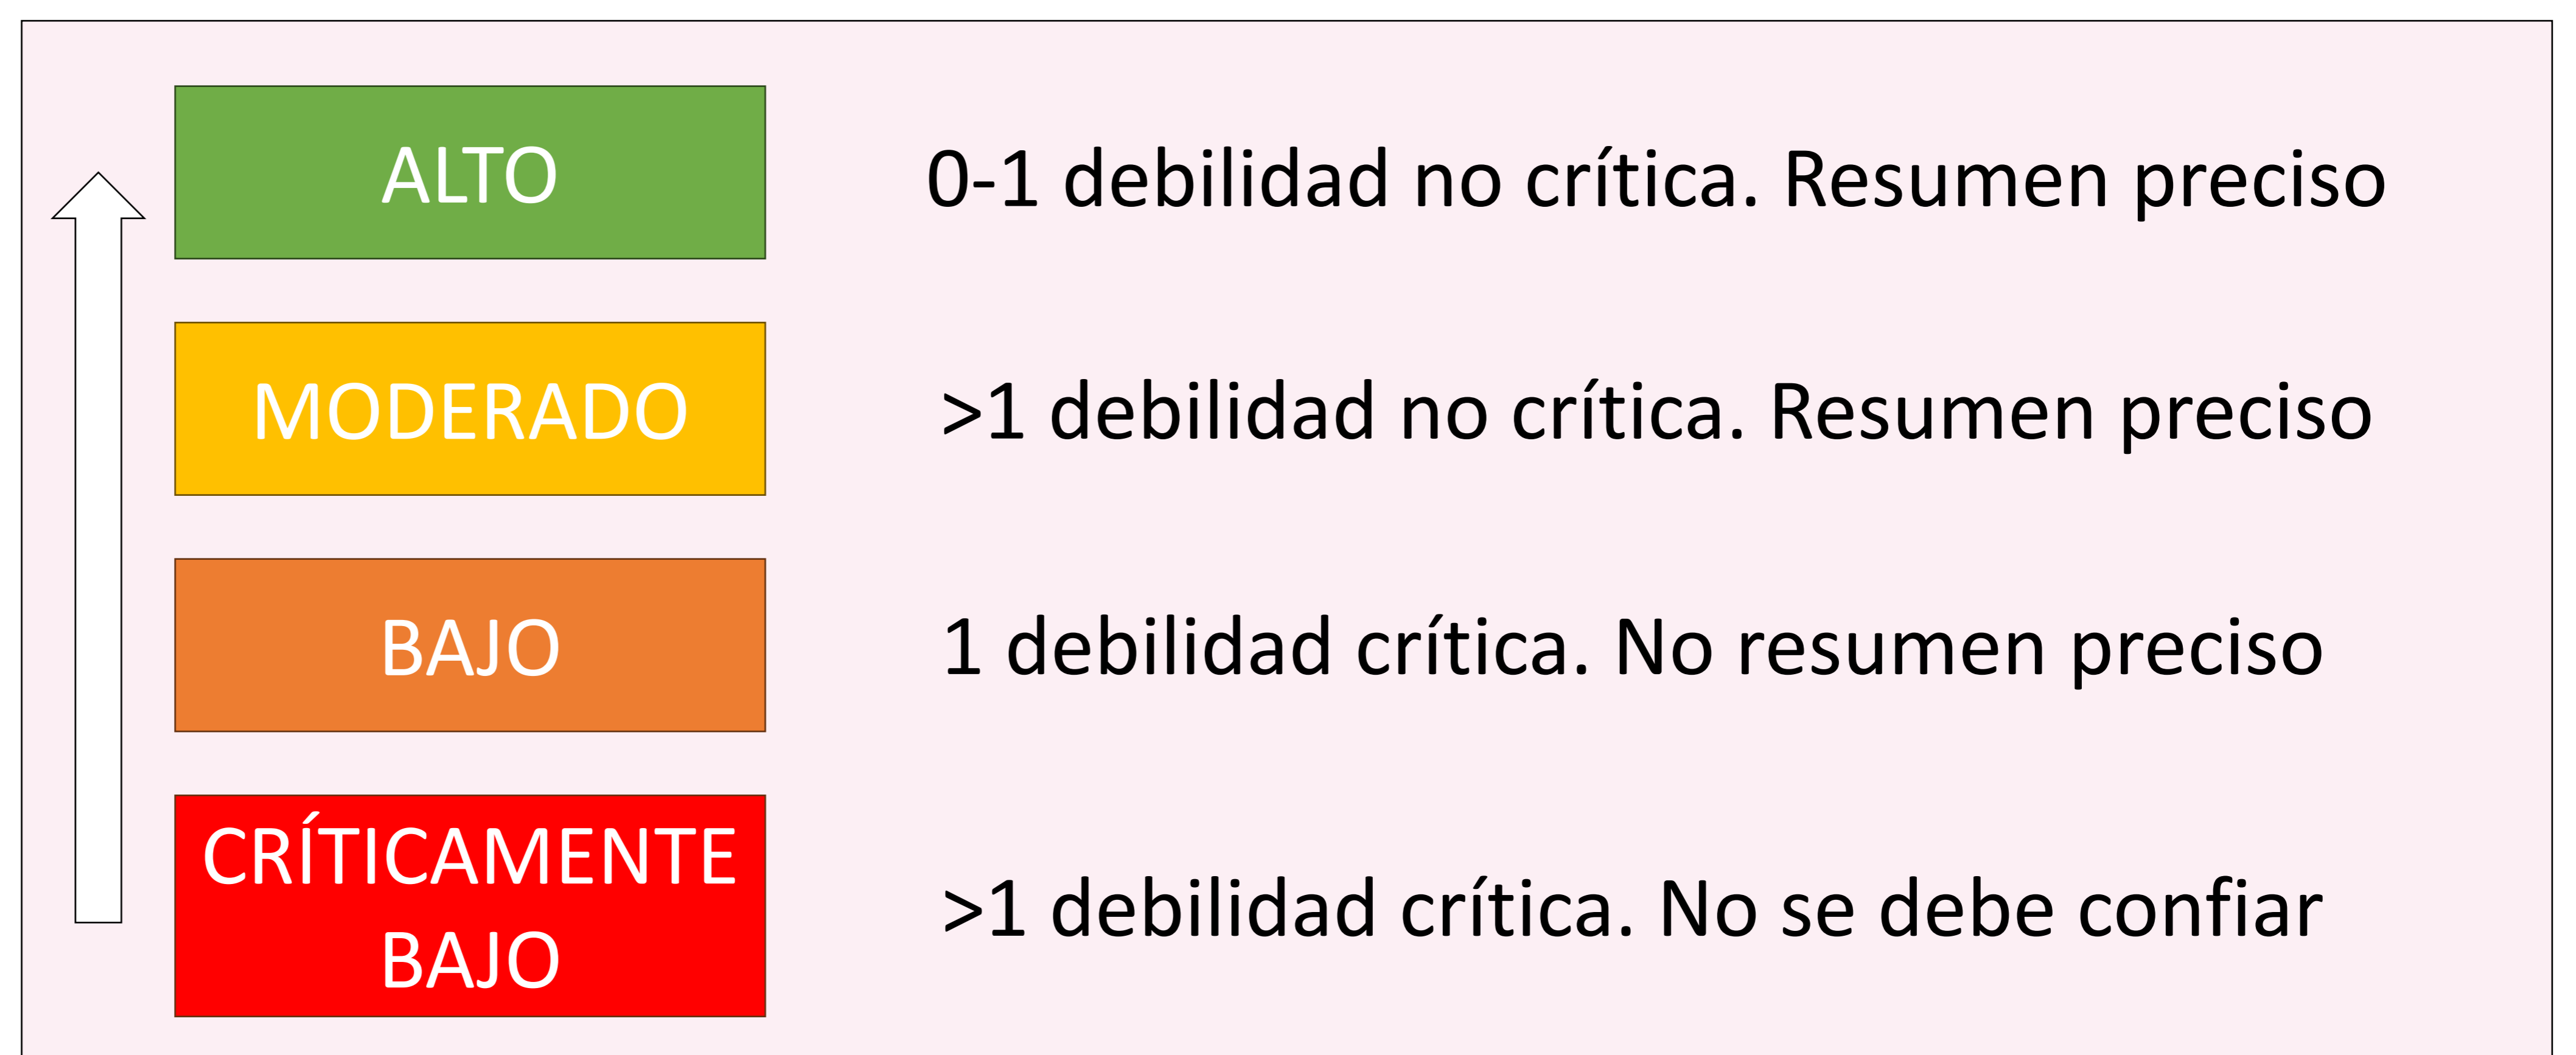 ALTO
0-1 debilidad no crítica. Resumen preciso
MODERADO
>1 debilidad no crítica. Resumen preciso
BAJO
1 debilidad crítica. No resumen preciso
CRÍTICAMENTE
BAJO
>1 debilidad crítica. No se debe confiar